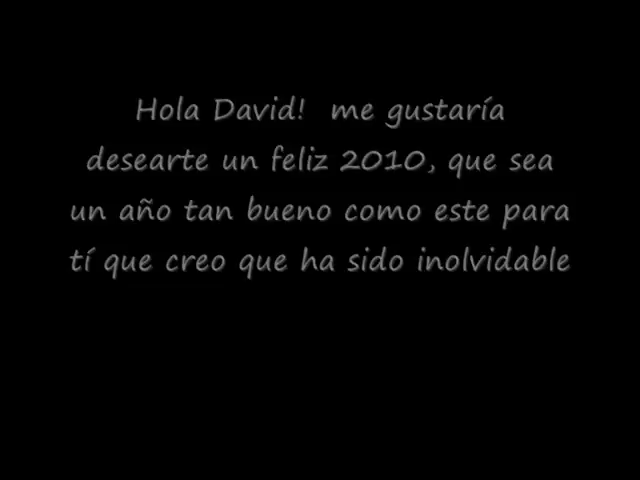 Hola David! me gustaría
desearte un feliz 2010, que sea
un año tan bueno como este para
tí que creo que ha sido inolvidable